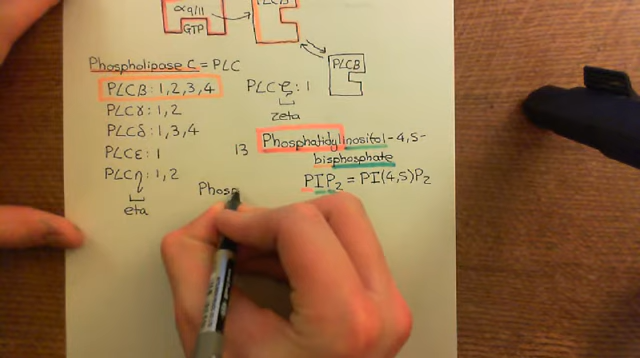 αq/11
GTP
PLCβ
PLCβ
Phospholipase C = PLC
PLCβ: 1,2,3,4
PLCγ: 1,2
PLCδ: 1,3,4
PLCε: 1
PLCη: 1,2
eta
PLCζ: 1
zeta
13
Phosphatidylinositol-4,5-
bisphosphate
PIP₂ = PI(4,5)P₂
Phosp